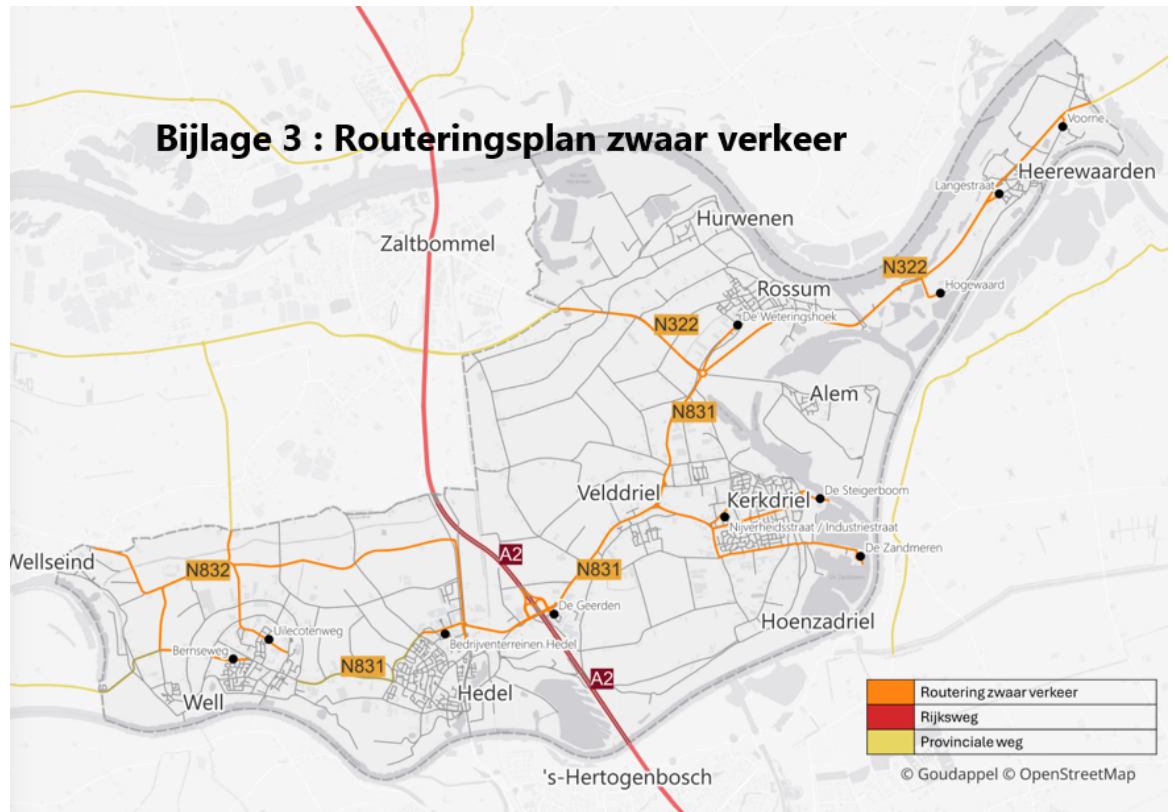 Bijlage 3 : Routeringsplan zwaar verkeer
Voorne
Heerewaarden
Langestraat
Hurwenen
Zaltbommel
N322
Rossum
Hogewaard
De Weteringshoek
N322
Alem
N831
Velddriel
Kerkdriel
De Steigerboom
Nijverheidsstraat / Industriestraat
A2
De Zandmeren
Wellseind
N832
N831
De Geerden
Hoenzadriel
Uilecotenweg
Bedrijventerreinen Hedel
Bernseweg
N831
A2
Hedel
Well
Routering zwaar verkeer
Rijksweg
Provinciale weg
's-Hertogenbosch
© Goudappel © OpenStreetMap